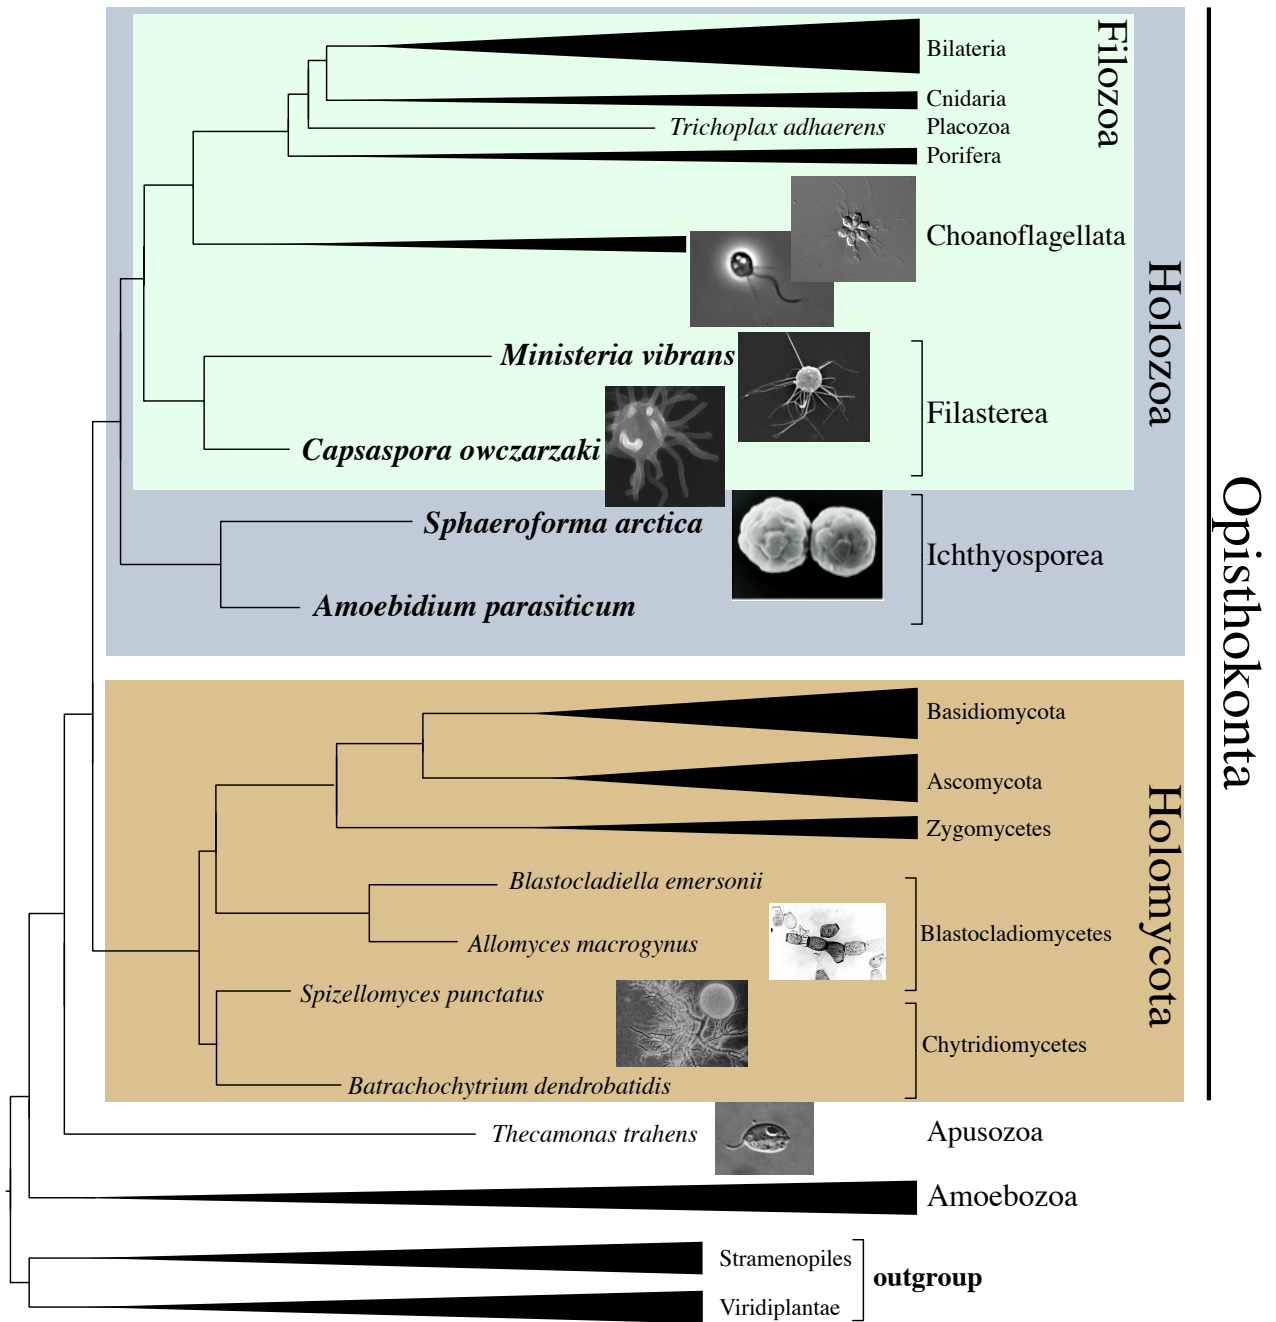 Bilateria
Cnidaria
Trichoplax adhaerens Placozoa
Porifera
Filozoa
Choanoflagellata
Holozoa
Ministeria vibrans
Filasterea
Capsaspora owczarzaki
Sphaeroforma arctica
Ichthyosporea
Amoebidium parasiticum
Opisthokonta
Basidiomycota
Ascomycota
Zygomycetes
Holomycota
Blastocladiella emersonii
Blastocladiomycetes
Allomyces macrogynus
Spizellomyces punctatus
Chytridiomycetes
Batrachochytrium dendrobatidis
Thecamonas trahens Apusozoa
Amoebozoa
Stramenopiles
outgroup
Viridiplantae